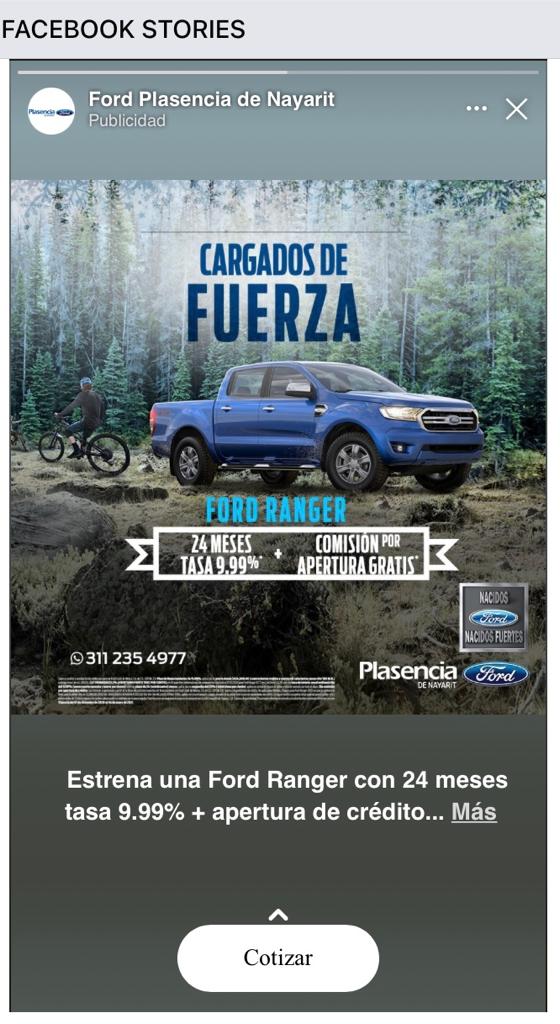 FACEBOOK STORIES
Plasencia
Ford Plasencia de Nayarit
Publicidad
CARGADOS DE
FUERZA
FORD RANGER
24 MESES
TASA 9.99%*
+
COMISIÓN POR
APERTURA GRATIS*
NACIDOS
Ford
NACIDOS FUERTES
311 235 4977
Plasencia
DE NAYARIT
Ford
Estrena una Ford Ranger con 24 meses
tasa 9.99% + apertura de crédito... Más
Cotizar